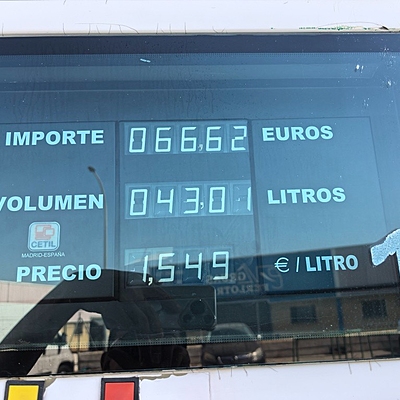 IMPORTE 066,62 EUROS
VOLUMEN 043,01 LITROS
CETIL
MADRID-ESPAÑA
PRECIO 1,549 €/LITRO